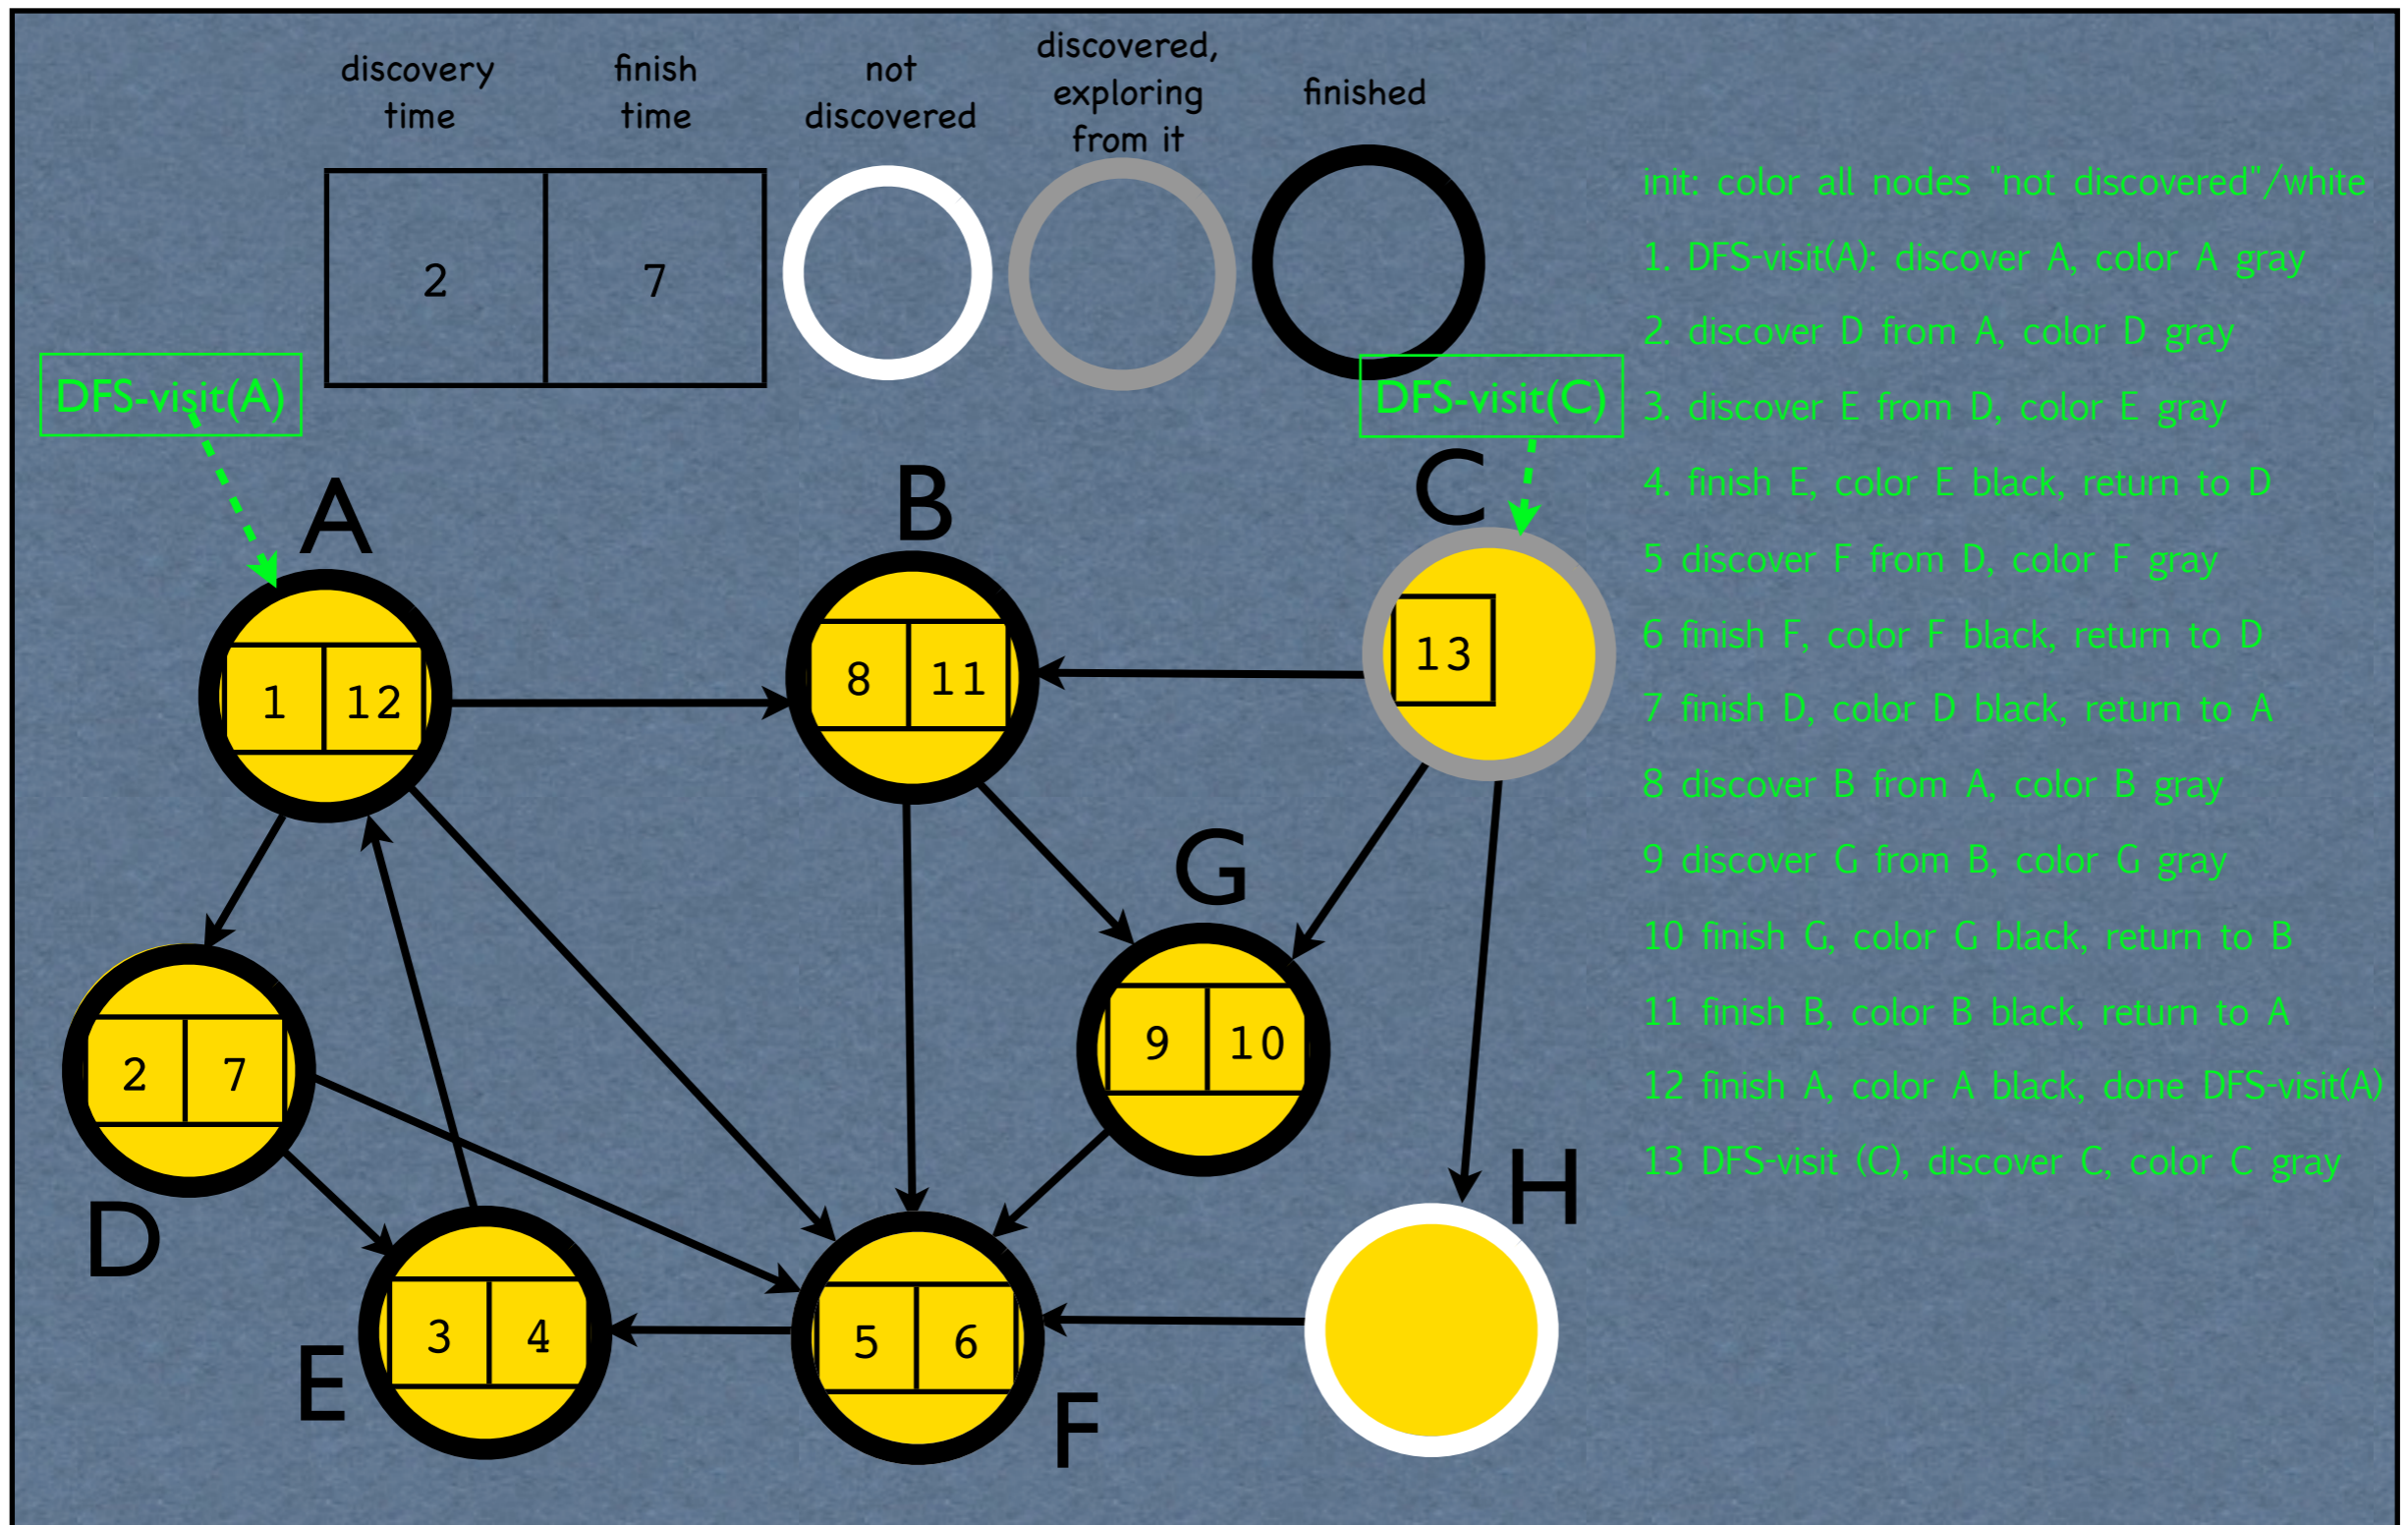 discovery
time
finish
time
not
discovered
discovered,
exploring
from it
finished
2 7
init: color all nodes "not discovered"/white
1. DFS-visit(A): discover A, color A gray
2. discover D from A, color D gray
3. discover E from D, color E gray
4. finish E, color E black, return to D
5 discover F from D, color F gray
6 finish F, color F black, return to D
7 finish D, color D black, return to A
8 discover B from A, color B gray
9 discover G from B, color G gray
10 finish G, color G black, return to B
11 finish B, color B black, return to A
12 finish A, color A black, done DFS-visit(A)
13 DFS-visit (C), discover C, color C gray
DFS-visit(A)
DFS-visit(C)
A
1 12
B
8 11
C
13
G
9 10
D
2 7
E
3 4
F
5 6
H